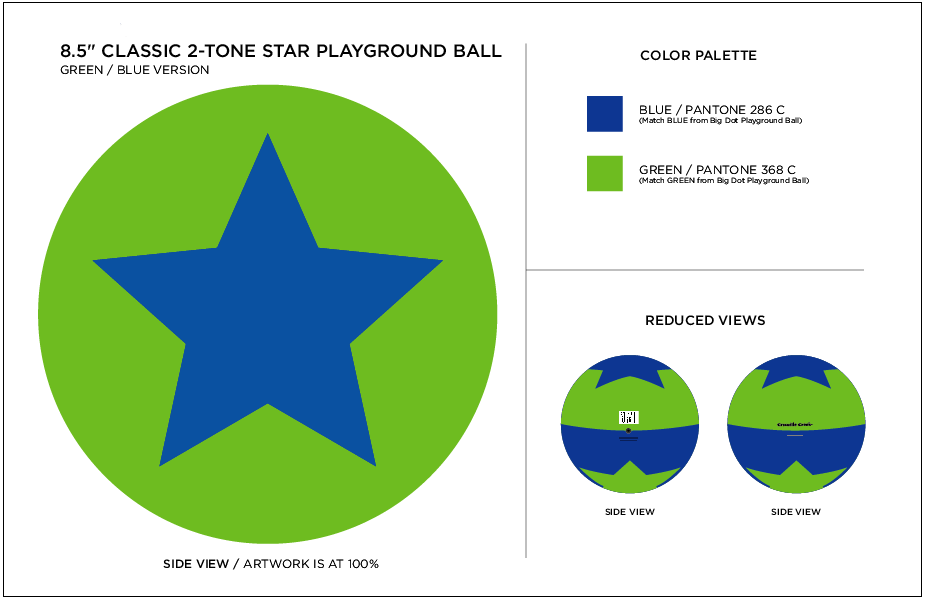 8.5" CLASSIC 2-TONE STAR PLAYGROUND BALL
GREEN / BLUE VERSION
SIDE VIEW / ARTWORK IS AT 100%
COLOR PALETTE
BLUE / PANTONE 286 C
(Match BLUE from Big Dot Playground Ball)
GREEN / PANTONE 368 C
(Match GREEN from Big Dot Playground Ball)
REDUCED VIEWS
SIDE VIEW
SIDE VIEW